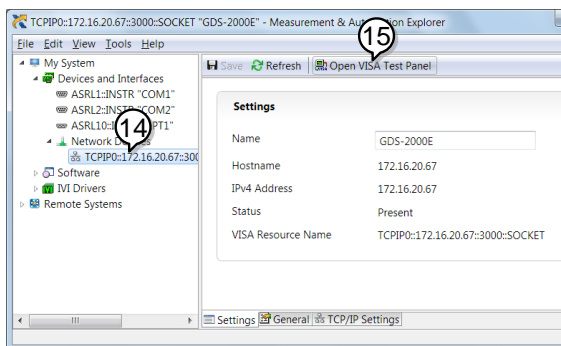 TCPIP0::172.16.20.67::3000::SOCKET "GDS-2000E" - Measurement & Automation Explorer
15
File Edit View Tools Help
My System
Save Refresh Open VISA Test Panel
Devices and Interfaces
ASRL1::INSTR "COM1"
Settings
ASRL2::INSTR "COM2"
ASRL10::I PT1"
14
Name GDS-2000E
Network Devices
TCPIP0::172.16.20.67::300
Hostname 172.16.20.67
Software
IVI Drivers
IPv4 Address 172.16.20.67
Remote Systems
Status Present
VISA Resource Name TCPIP0::172.16.20.67::3000::SOCKET
Settings General TCP/IP Settings